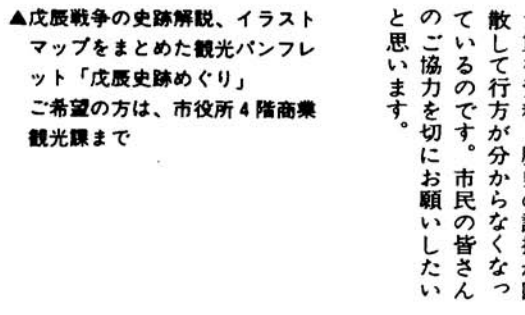 散して行方が分からなくなっ
ているのです。市民の皆さん
のご協力を切にお願いしたい
と思います。
▲戊辰戦争の史跡解説、イラスト
マップをまとめた観光パンフレ
ット「戊辰史跡めぐり」
ご希望の方は、市役所4階商業
観光課まで